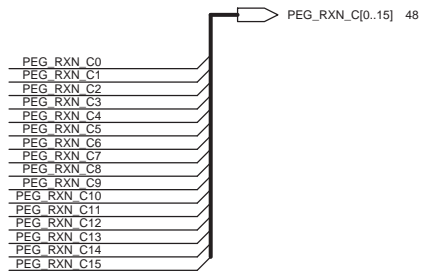 PEG_RXN_C[0..15] 48
PEG_RXN_C0
PEG_RXN_C1
PEG_RXN_C2
PEG_RXN_C3
PEG_RXN_C4
PEG_RXN_C5
PEG_RXN_C6
PEG_RXN_C7
PEG_RXN_C8
PEG_RXN_C9
PEG_RXN_C10
PEG_RXN_C11
PEG_RXN_C12
PEG_RXN_C13
PEG_RXN_C14
PEG_RXN_C15